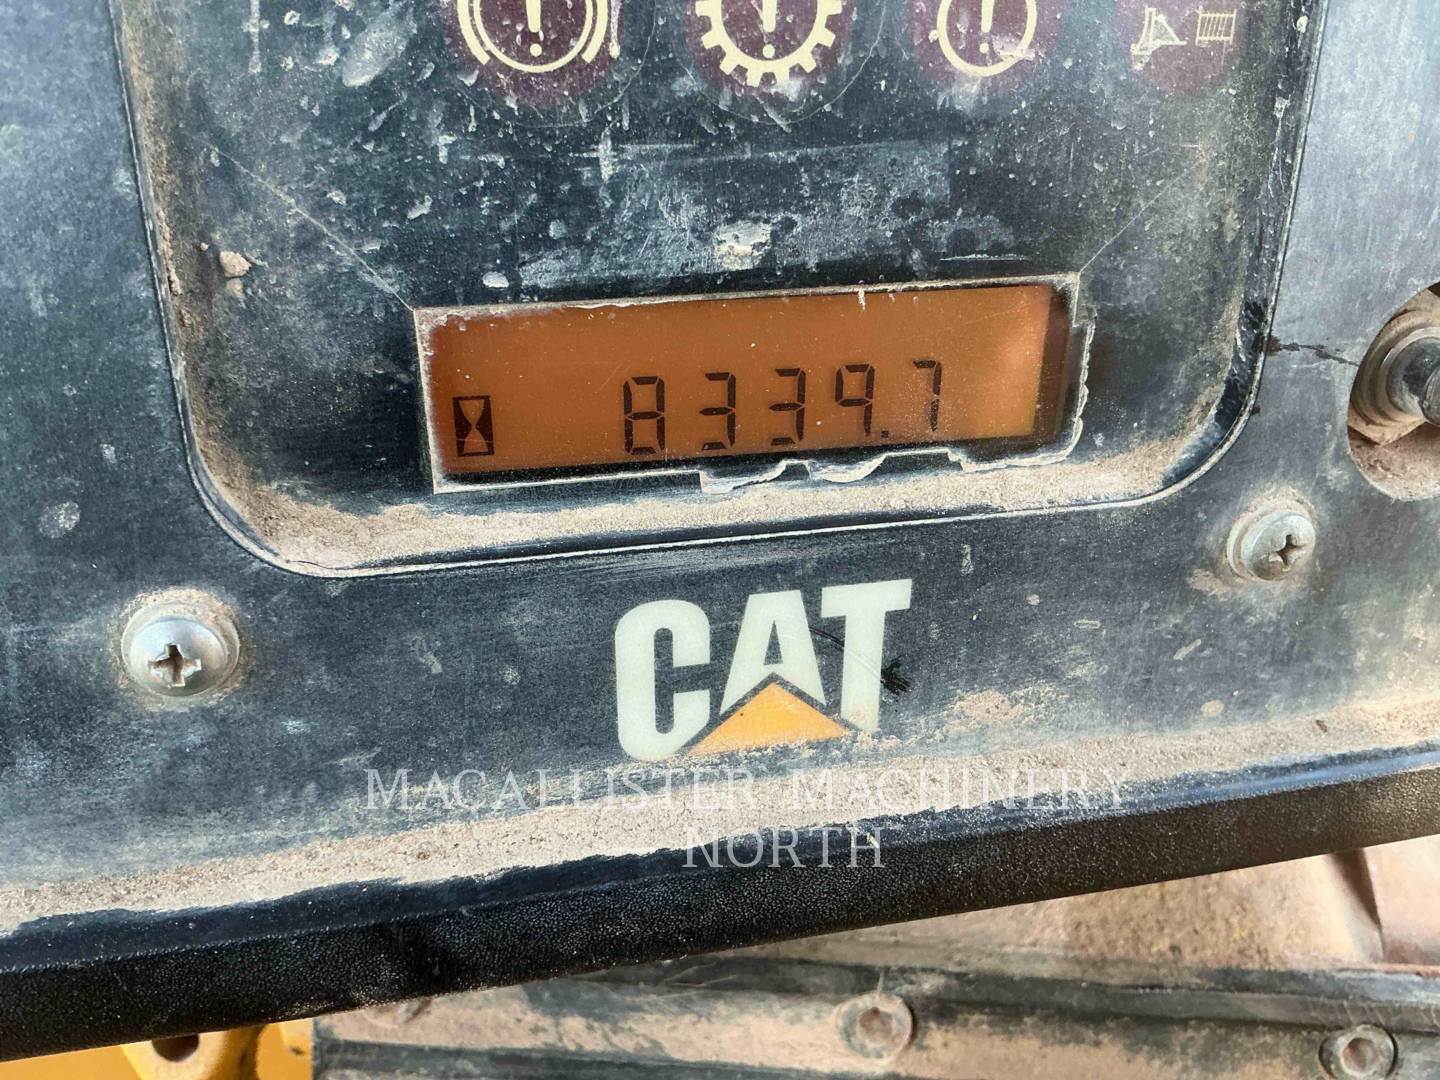 8339.7
CAT
MACALLISTER MACHINERY
NORTH